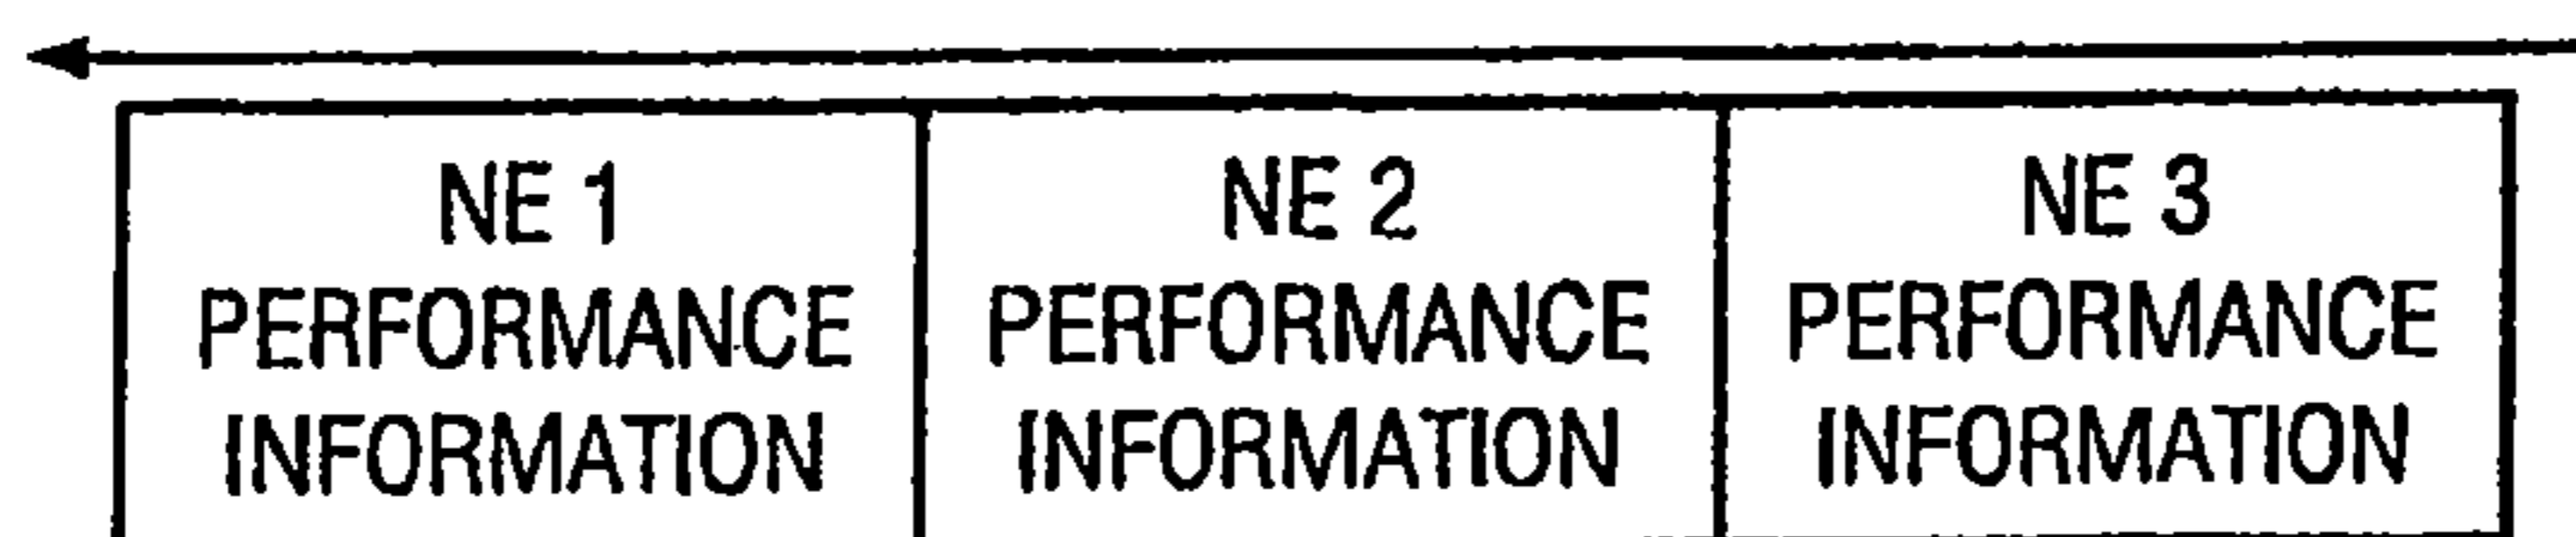 NE 1
PERFORMANCE
INFORMATION
NE 2
PERFORMANCE
INFORMATION
NE 3
PERFORMANCE
INFORMATION